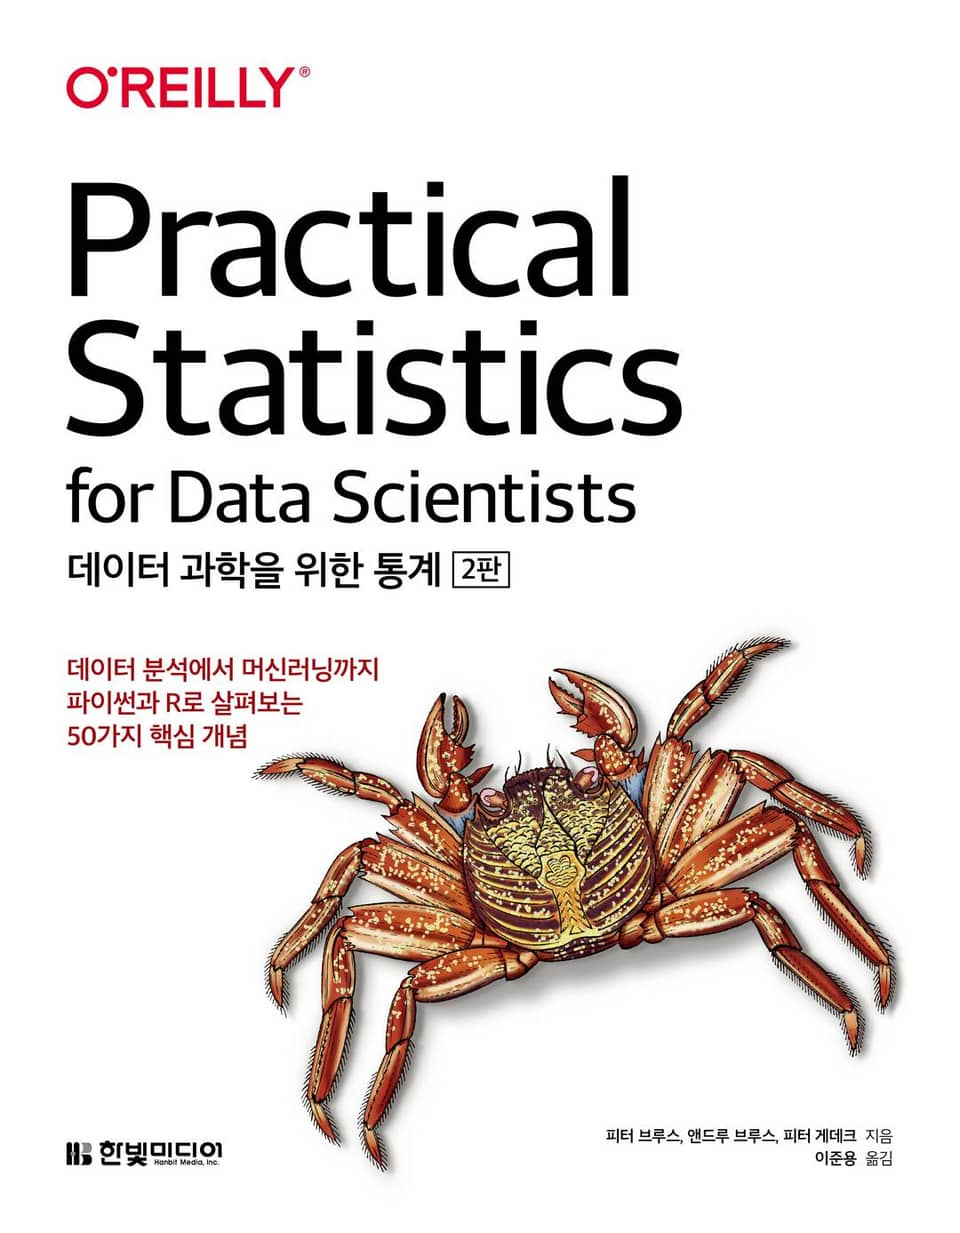 O'REILLY®
Practical
Statistics
for Data Scientists
데이터 과학을 위한 통계 2판
데이터 분석에서 머신러닝까지
파이썬과 R로 살펴보는
50가지 핵심 개념
피터 브루스, 앤드루 브루스, 피터 게데크 지음
이준용 옮김
한빛미디어
Hanbit Media, Inc.